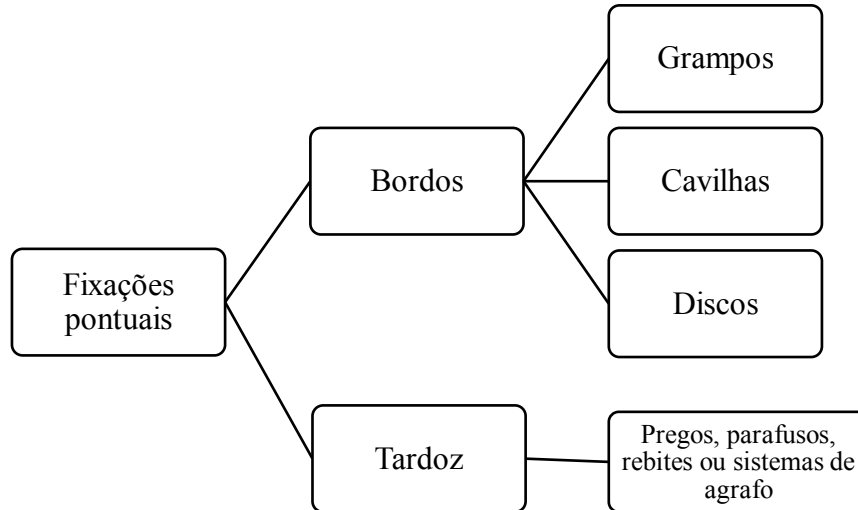 Fixações
pontuais
Bordos
Grampos
Cavilhas
Discos
Tardoz
Pregos, parafusos,
rebites ou sistemas de
agrafo